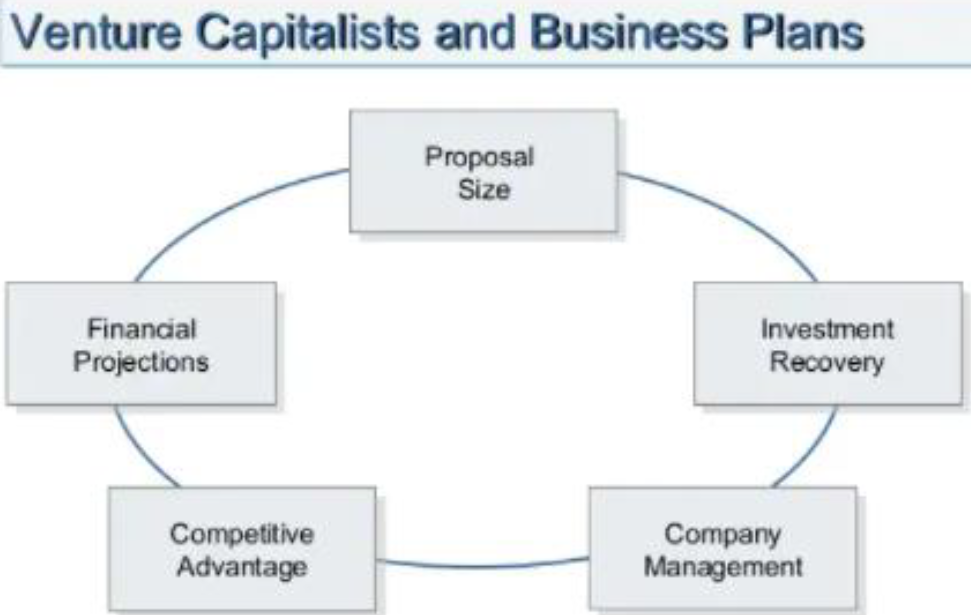 Venture Capitalists and Business Plans
Proposal
Size
Financial
Projections
Investment
Recovery
Competitive
Advantage
Company
Management